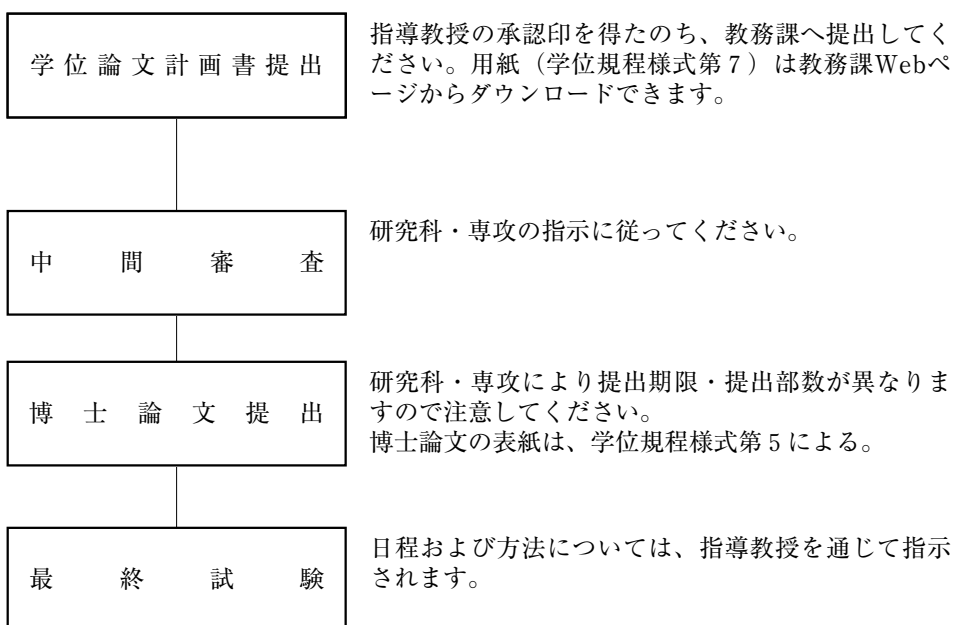 学位論文計画書提出
指導教授の承認印を得たのち、教務課へ提出してく
ださい。用紙（学位規程様式第７）は教務課Webペ
ージからダウンロードできます。
中間審査
研究科・専攻の指示に従ってください。
博士論文提出
研究科・専攻により提出期限・提出部数が異なりま
すので注意してください。
博士論文の表紙は、学位規程様式第５による。
最終試験
日程および方法については、指導教授を通じて指示
されます。